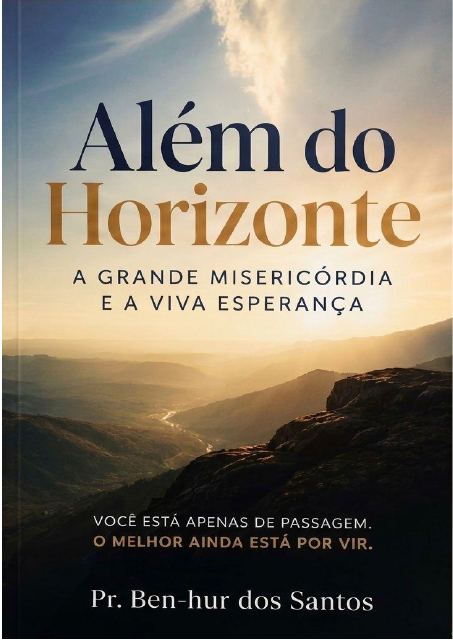 Além do
Horizonte
A GRANDE MISERICÓRDIA
E A VIVA ESPERANÇA
VOCÊ ESTÁ APENAS DE PASSAGEM.
O MELHOR AINDA ESTÁ POR VIR.
Pr. Ben-hur dos Santos